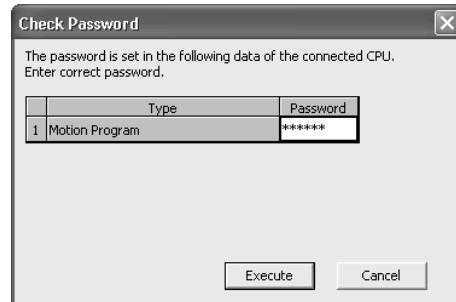 Check Password
The password is set in the following data of the connected CPU.
Enter correct password.
Type Password
1 Motion Program ******
Execute Cancel